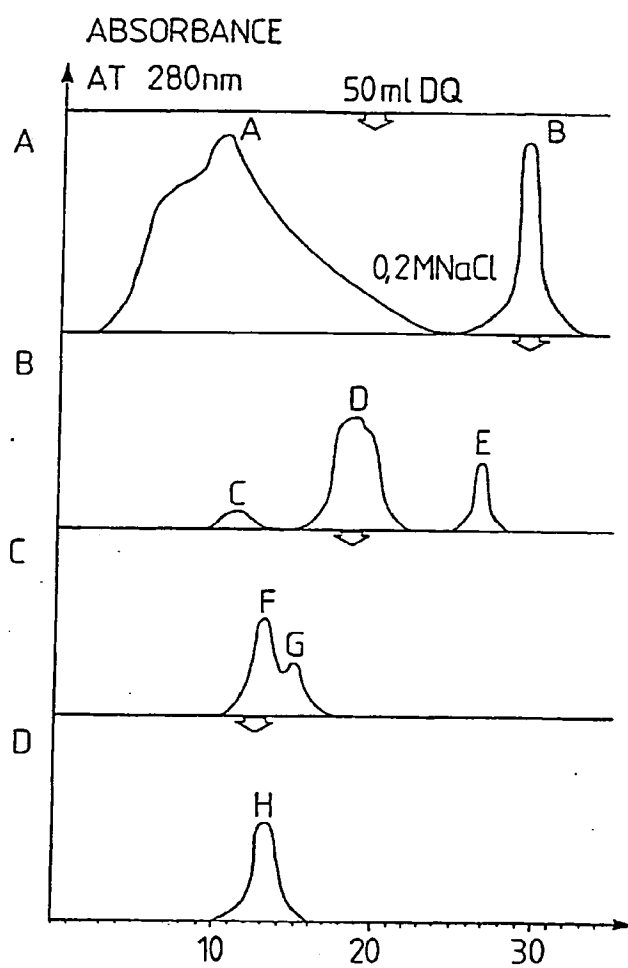 ABSORBANCE
AT 280nm
50ml DQ
A
A
B
0,2MNaCl
B
D
E
C
C
F
G
D
H
10 20 30